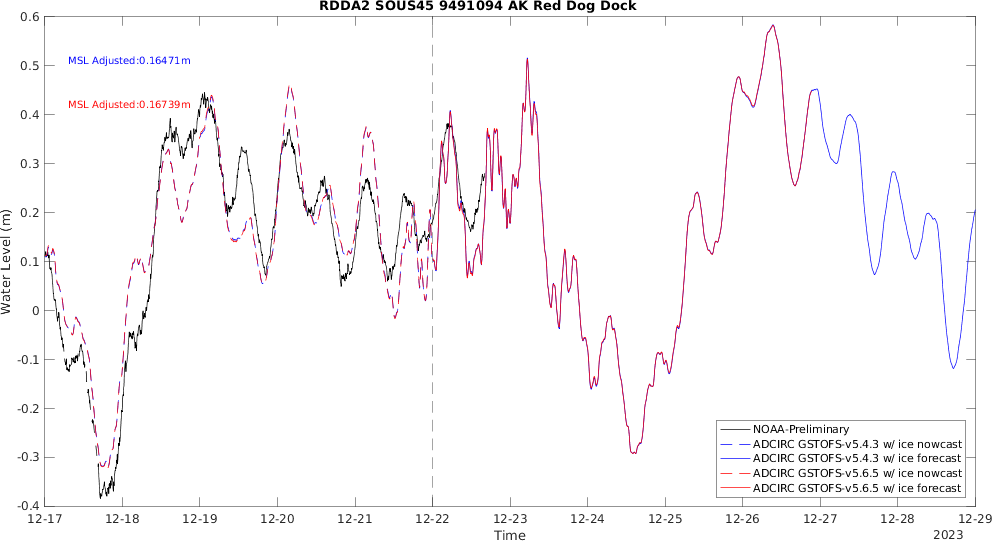 RDDA2 SOUS45 9491094 AK Red Dog Dock
MSL Adjusted:0.16471m
MSL Adjusted:0.16739m
Water Level (m)
0.6
0.5
0.4
0.3
0.2
0.1
0
-0.1
-0.2
-0.3
-0.4
NOAA-Preliminary
ADCIRC GSTOFS-v5.4.3 w/ ice nowcast
ADCIRC GSTOFS-v5.4.3 w/ ice forecast
ADCIRC GSTOFS-v5.6.5 w/ ice nowcast
ADCIRC GSTOFS-v5.6.5 w/ ice forecast
12-17 12-18 12-19 12-20 12-21 12-22 12-23 12-24 12-25 12-26 12-27 12-28 12-29
Time
2023